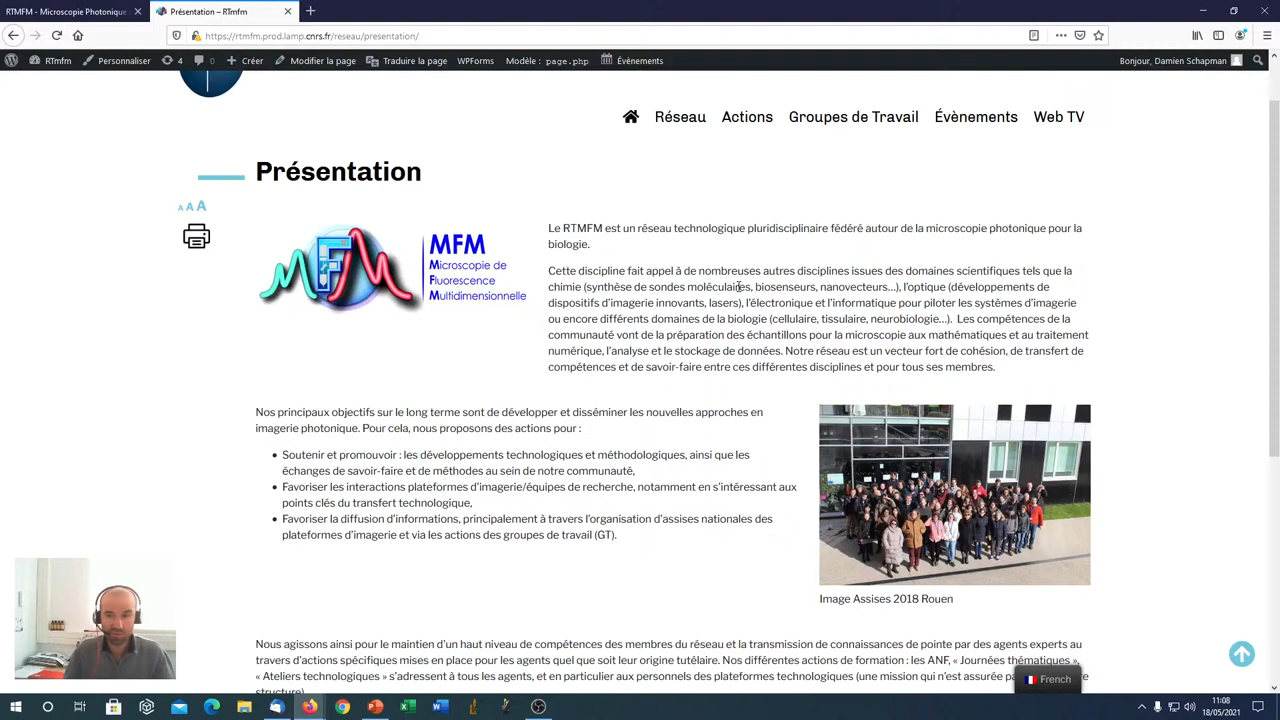 RTMFM - Microscopie Photonique
Présentation – RTmfm
https://rtmfm.prod.lamp.cnrs.fr/reseau/presentation/
RTmfm Personnaliser 4 0 Créer Modifier la page Traduire la page WPForms Modèle : page.php Évènements Bonjour, Damien Schapman
Réseau Actions Groupes de Travail Évènements Web TV
Présentation
A A A
MFM
Microscopie de
Fluorescence
Multidimensionnelle
Le RTMFM est un réseau technologique pluridisciplinaire fédéré autour de la microscopie photonique pour la
biologie.
Cette discipline fait appel à de nombreuses autres disciplines issues des domaines scientifiques tels que la
chimie (synthèse de sondes moléculaires, biosenseurs, nanovecteurs…), l’optique (développements de
dispositifs d’imagerie innovants, lasers), l’électronique et l’informatique pour piloter les systèmes d’imagerie
ou encore différents domaines de la biologie (cellulaire, tissulaire, neurobiologie…). Les compétences de la
communauté vont de la préparation des échantillons pour la microscopie aux mathématiques et au traitement
numérique, l’analyse et le stockage de données. Notre réseau est un vecteur fort de cohésion, de transfert de
compétences et de savoir-faire entre ces différentes disciplines et pour tous ses membres.
Nos principaux objectifs sur le long terme sont de développer et disséminer les nouvelles approches en
imagerie photonique. Pour cela, nous proposons des actions pour :
• Soutenir et promouvoir : les développements technologiques et méthodologiques, ainsi que les
échanges de savoir-faire et de méthodes au sein de notre communauté,
• Favoriser les interactions plateformes d’imagerie/équipes de recherche, notamment en s’intéressant aux
points clés du transfert technologique,
• Favoriser la diffusion d’informations, principalement à travers l’organisation d’assises nationales des
plateformes d’imagerie et via les actions des groupes de travail (GT).
Image Assises 2018 Rouen
Nous agissons ainsi pour le maintien d’un haut niveau de compétences des membres du réseau et la transmission de connaissances de pointe par des agents experts au
travers d’actions spécifiques mises en place pour les agents quel que soit leur origine tutélaire. Nos différentes actions de formation : les ANF, « Journées thématiques »,
« Ateliers technologiques » s’adressent à tous les agents, et en particulier aux personnels des plateformes technologiques (une mission qui n’est assurée pa re
structure).
French
11:08
18/05/2021